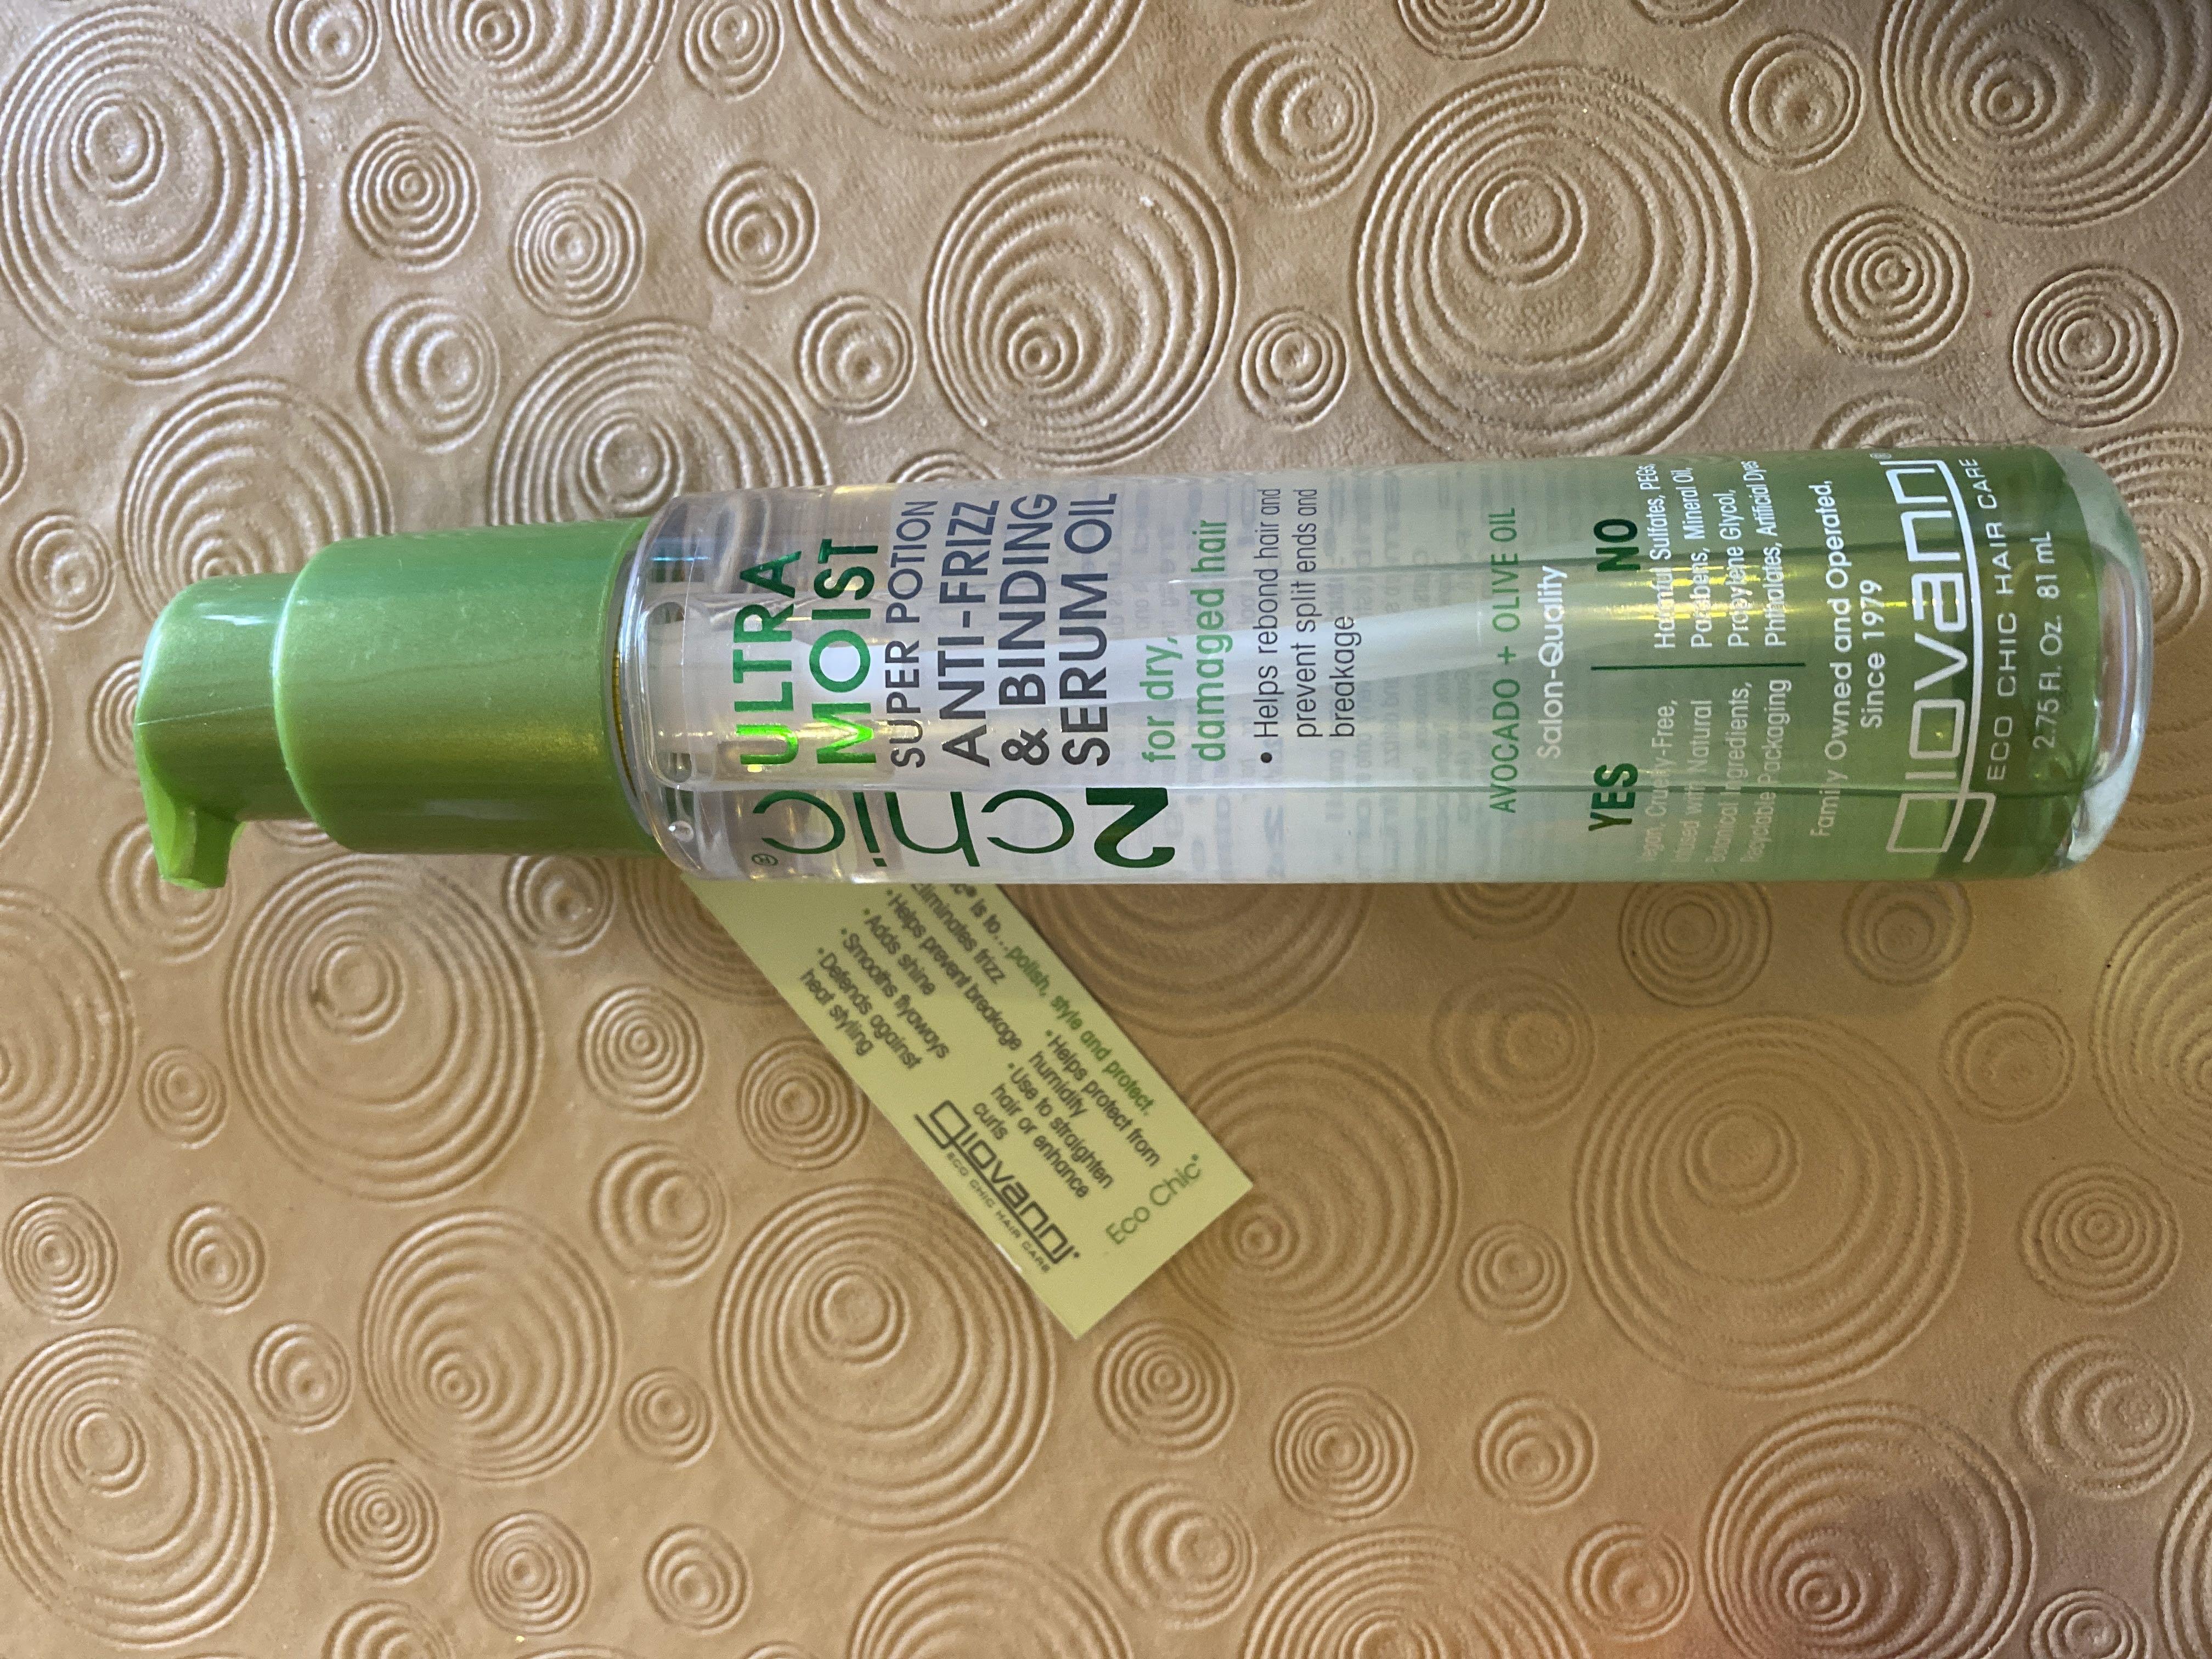 2chic®
ULTRA
MOIST
SUPER POTION
ANTI-FRIZZ
& BINDING
SERUM OIL
for dry,
damaged hair
• Helps rebond hair and
prevent split ends and
breakage
AVOCADO + OLIVE OIL
Salon-Quality
YES
Vegan, Cruelty-Free,
Infused with Natural
Botanical Ingredients,
Recyclable Packaging
NO
Harmful Sulfates, PEGs,
Parabens, Mineral Oil,
Propylene Glycol,
Phthalates, Artificial Dyes
Family Owned and Operated,
Since 1979
giovanni®
ECO CHIC HAIR CARE
2.75 Fl. Oz. 81 mL
is to...polish, style and protect.
Eliminates frizz
• Helps prevent breakage
• Adds shine
• Smooths flyaways
• Defends against
heat styling
• Helps protect from
humidity
• Use to straighten
hair or enhance
curls
giovanni®
ECO CHIC HAIR CARE
Eco Chic®